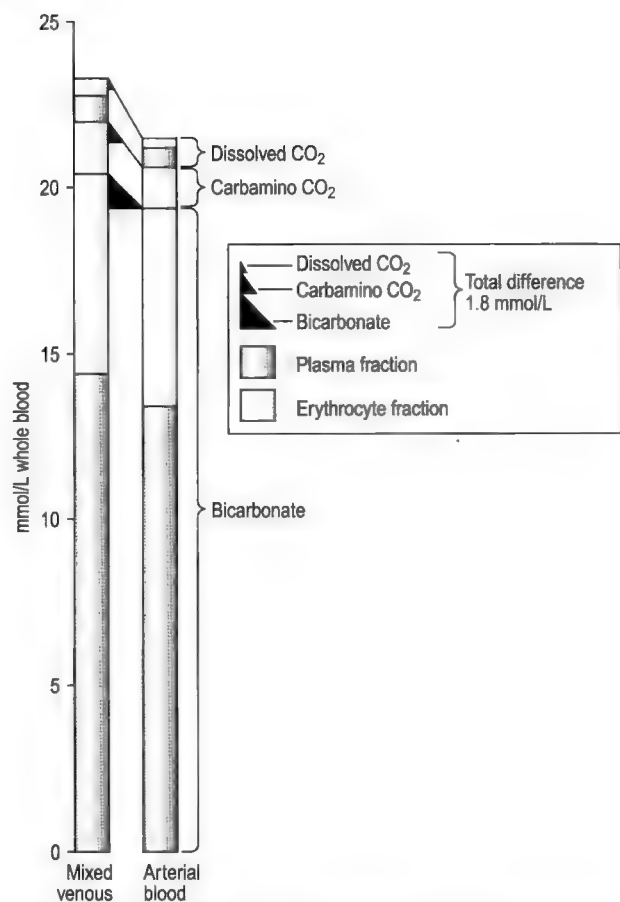 25
20
15
10
5
0
mmol/L whole blood
Dissolved CO₂
Carbamino CO₂
Bicarbonate
Dissolved CO₂
Carbamino CO₂
Bicarbonate
Total difference
1.8 mmol/L
Plasma fraction
Erythrocyte fraction
Mixed
venous
Arterial
blood